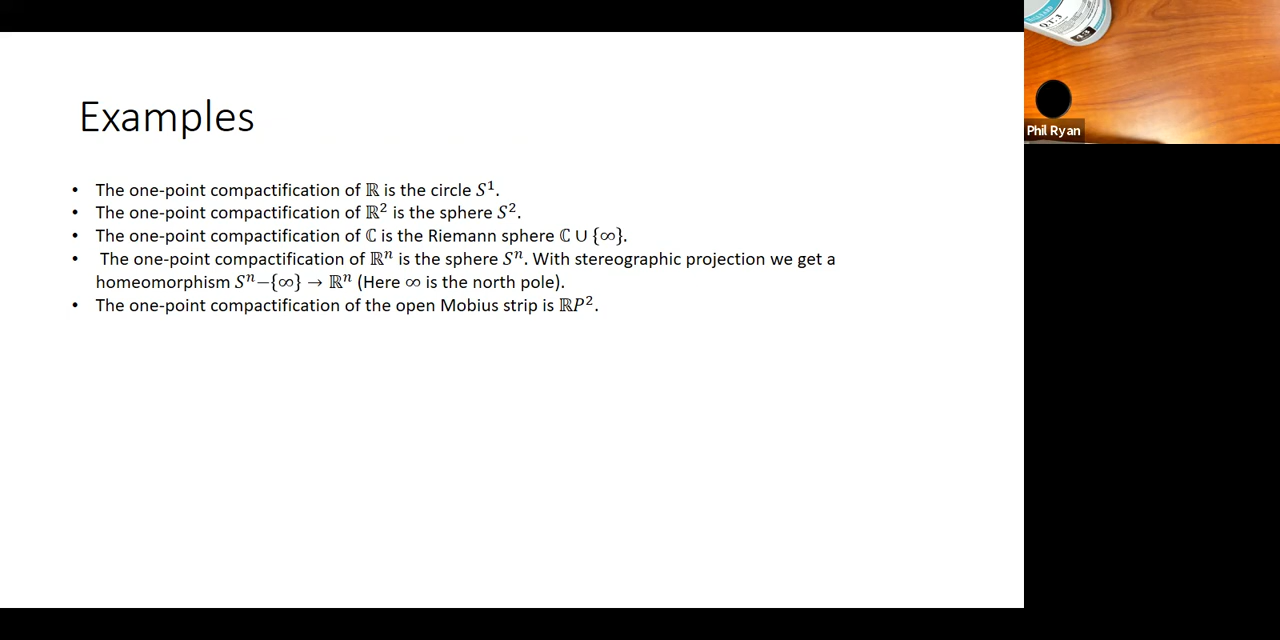 Examples
• The one-point compactification of ℝ is the circle 𝑆¹.
• The one-point compactification of ℝ² is the sphere 𝑆².
• The one-point compactification of ℂ is the Riemann sphere ℂ ∪ {∞}.
• The one-point compactification of ℝⁿ is the sphere 𝑆ⁿ. With stereographic projection we get a
homeomorphism 𝑆ⁿ−{∞} → ℝⁿ (Here ∞ is the north pole).
• The one-point compactification of the open Mobius strip is ℝ𝑃².
Phil Ryan